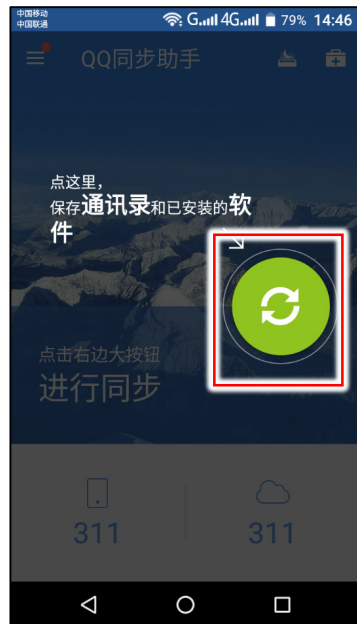 中国移动
中国联通
G 4G 79% 14:46
QQ同步助手
点这里,
保存通讯录和已安装的软
件
点击右边大按钮
进行同步
311 311